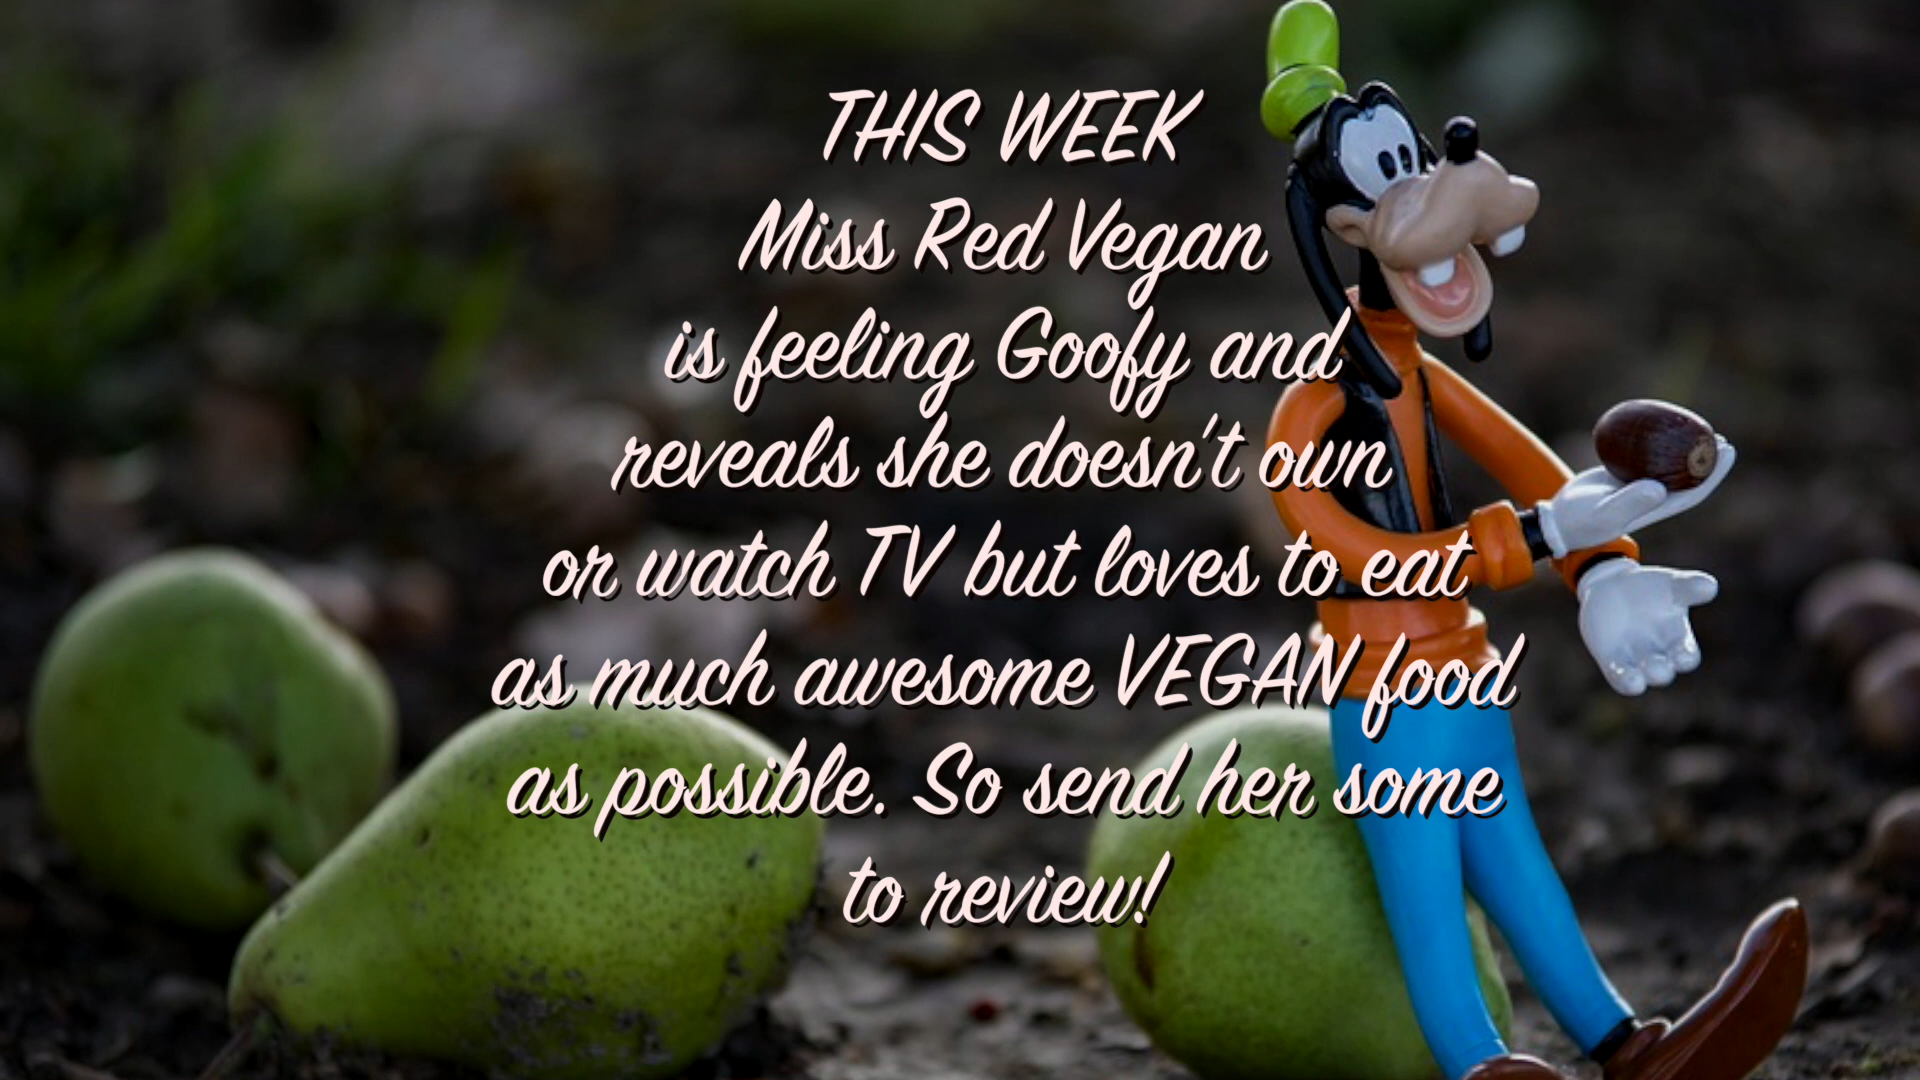 THIS WEEK
Miss Red Vegan
is feeling Goofy and
reveals she doesn't own
or watch TV but loves to eat
as much awesome VEGAN food
as possible. So send her some
to review!